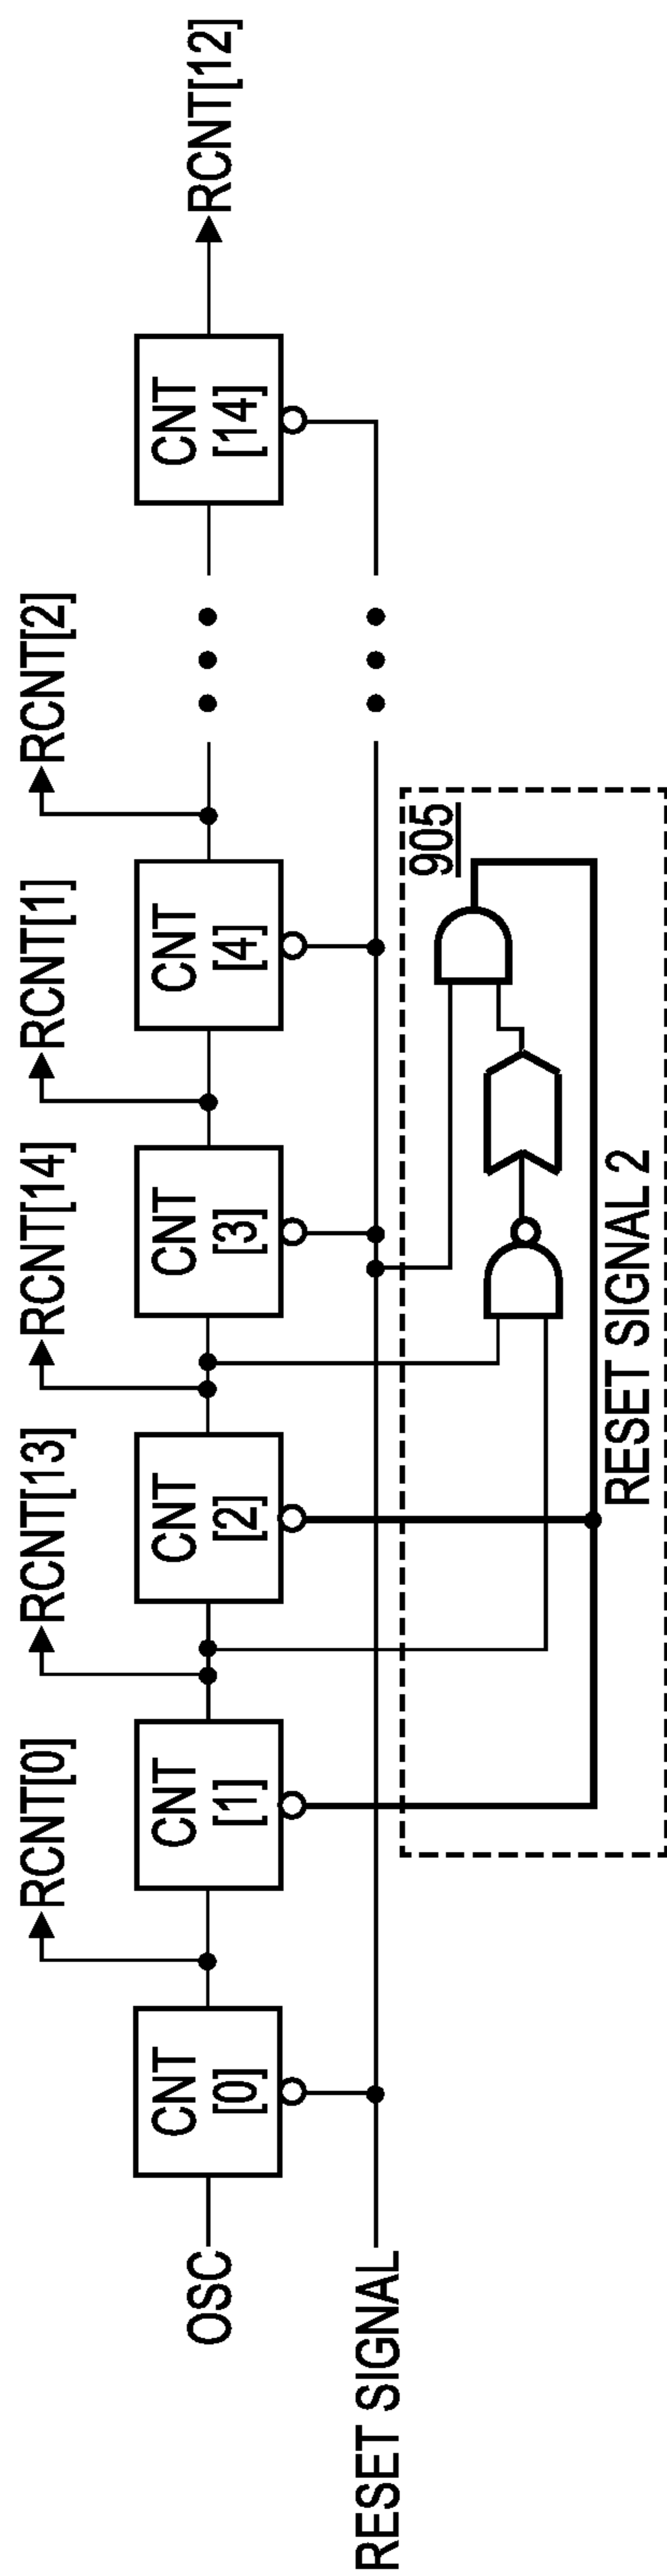 RCNT[0]
RCNT[13]
RCNT[14]
RCNT[1]
RCNT[2]
OSC
CNT
[0]
CNT
[1]
CNT
[2]
CNT
[3]
CNT
[4]
CNT
[14]
RCNT[12]
RESET SIGNAL
905
RESET SIGNAL 2